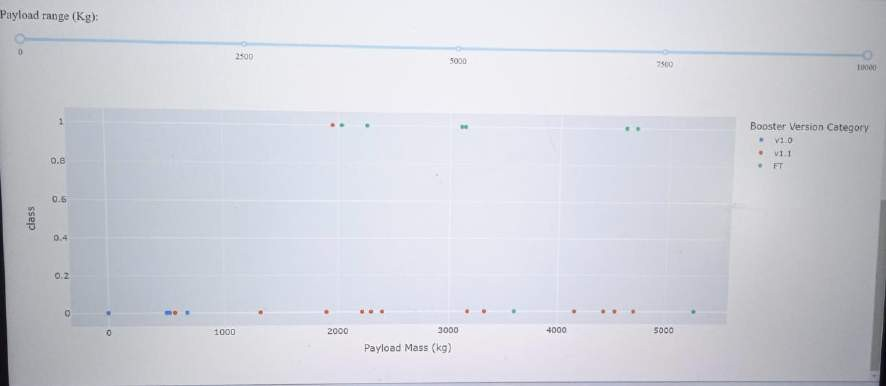 Payload range (Kg):
0 2500 5000 7500 10000
Booster Version Category
v1.0
v1.1
FT
class
1
0.8
0.6
0.4
0.2
0
0 1000 2000 3000 4000 5000
Payload Mass (kg)